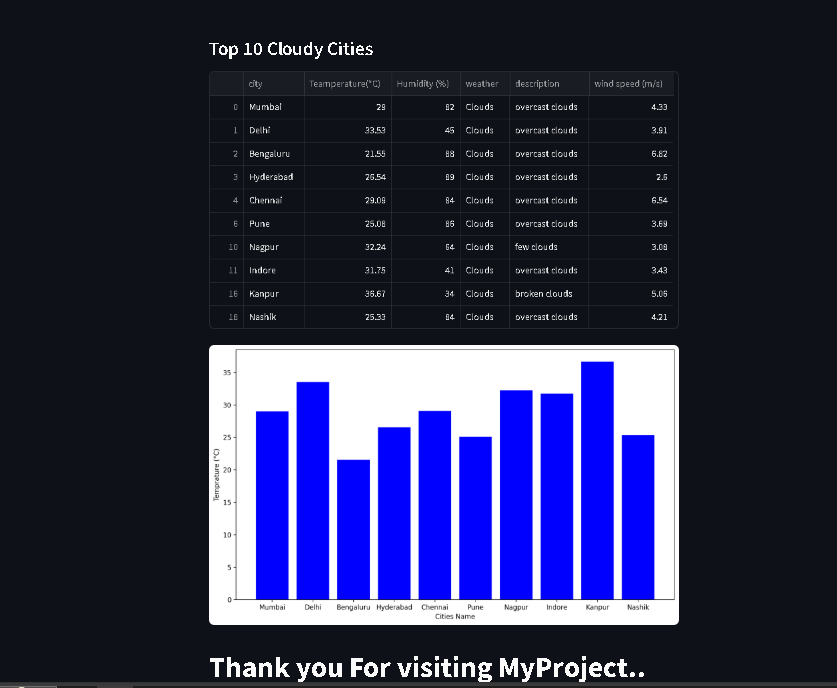 Top 10 Cloudy Cities
city Teamperature(°C) Humidity (%) weather description wind speed (m/s)
0 Mumbai 29 82 Clouds overcast clouds 4.33
1 Delhi 33.53 45 Clouds overcast clouds 3.91
2 Bengaluru 21.55 88 Clouds overcast clouds 6.82
3 Hyderabad 26.54 89 Clouds overcast clouds 2.6
4 Chennai 29.09 84 Clouds overcast clouds 6.54
6 Pune 25.08 86 Clouds overcast clouds 3.69
10 Nagpur 32.24 64 Clouds few clouds 3.08
11 Indore 31.75 41 Clouds overcast clouds 3.43
16 Kanpur 36.67 34 Clouds broken clouds 5.06
18 Nashik 25.33 84 Clouds overcast clouds 4.21
35
30
25
20
15
10
5
0
Temprature (°C)
Mumbai Delhi Bengaluru Hyderabad Chennai Pune Nagpur Indore Kanpur Nashik
Cities Name
Thank you For visiting MyProject..